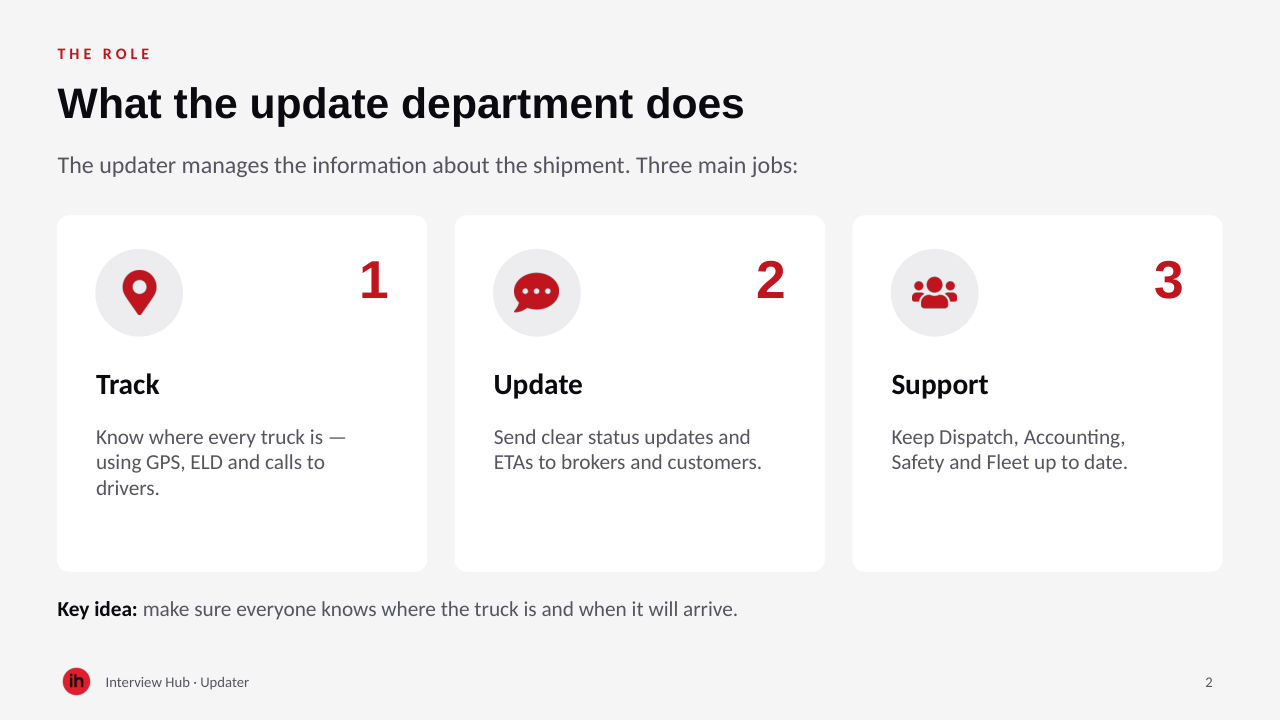 THE ROLE
What the update department does
The updater manages the information about the shipment. Three main jobs:
1
Track
Know where every truck is —
using GPS, ELD and calls to
drivers.
2
Update
Send clear status updates and
ETAs to brokers and customers.
3
Support
Keep Dispatch, Accounting,
Safety and Fleet up to date.
Key idea: make sure everyone knows where the truck is and when it will arrive.
ih
Interview Hub · Updater
2